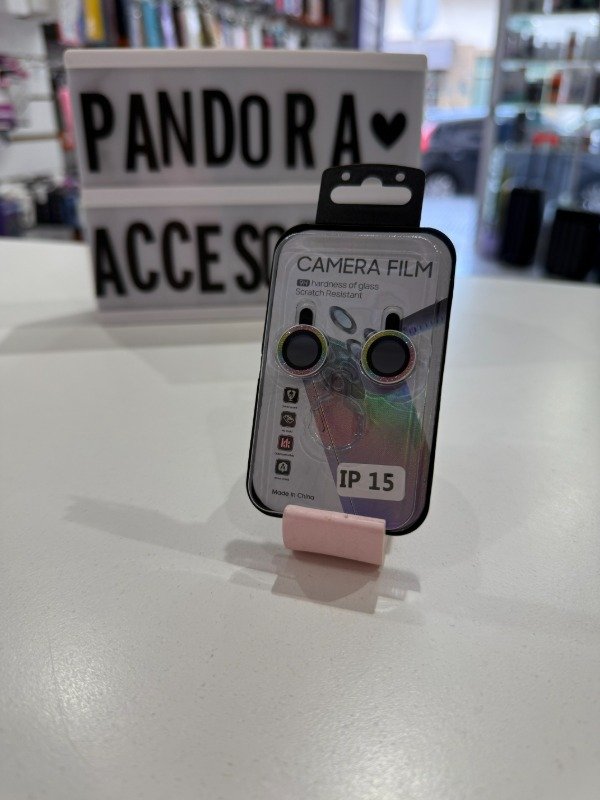 PANDORA♥
ACCESO
CAMERA FILM
9H hardness of glass
Scratch Resistant
IP 15
Made in China